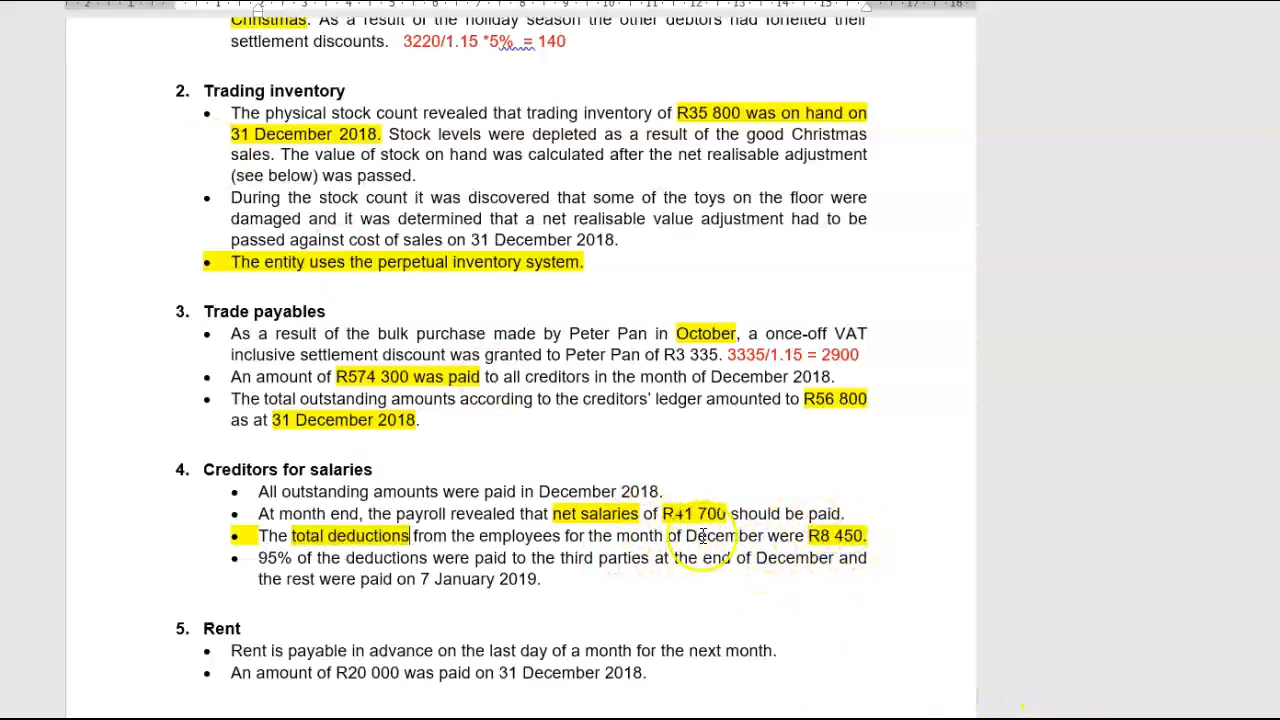 Christmas. As a result of the holiday season the other debtors had forfeited their
settlement discounts. 3220/1.15 *5% = 140
2. Trading inventory
• The physical stock count revealed that trading inventory of R35 800 was on hand on
31 December 2018. Stock levels were depleted as a result of the good Christmas
sales. The value of stock on hand was calculated after the net realisable adjustment
(see below) was passed.
• During the stock count it was discovered that some of the toys on the floor were
damaged and it was determined that a net realisable value adjustment had to be
passed against cost of sales on 31 December 2018.
• The entity uses the perpetual inventory system.
3. Trade payables
• As a result of the bulk purchase made by Peter Pan in October, a once-off VAT
inclusive settlement discount was granted to Peter Pan of R3 335. 3335/1.15 = 2900
• An amount of R574 300 was paid to all creditors in the month of December 2018.
• The total outstanding amounts according to the creditors' ledger amounted to R56 800
as at 31 December 2018.
4. Creditors for salaries
• All outstanding amounts were paid in December 2018.
• At month end, the payroll revealed that net salaries of R41 700 should be paid.
• The total deductions from the employees for the month of December were R8 450.
• 95% of the deductions were paid to the third parties at the end of December and
the rest were paid on 7 January 2019.
5. Rent
• Rent is payable in advance on the last day of a month for the next month.
• An amount of R20 000 was paid on 31 December 2018.